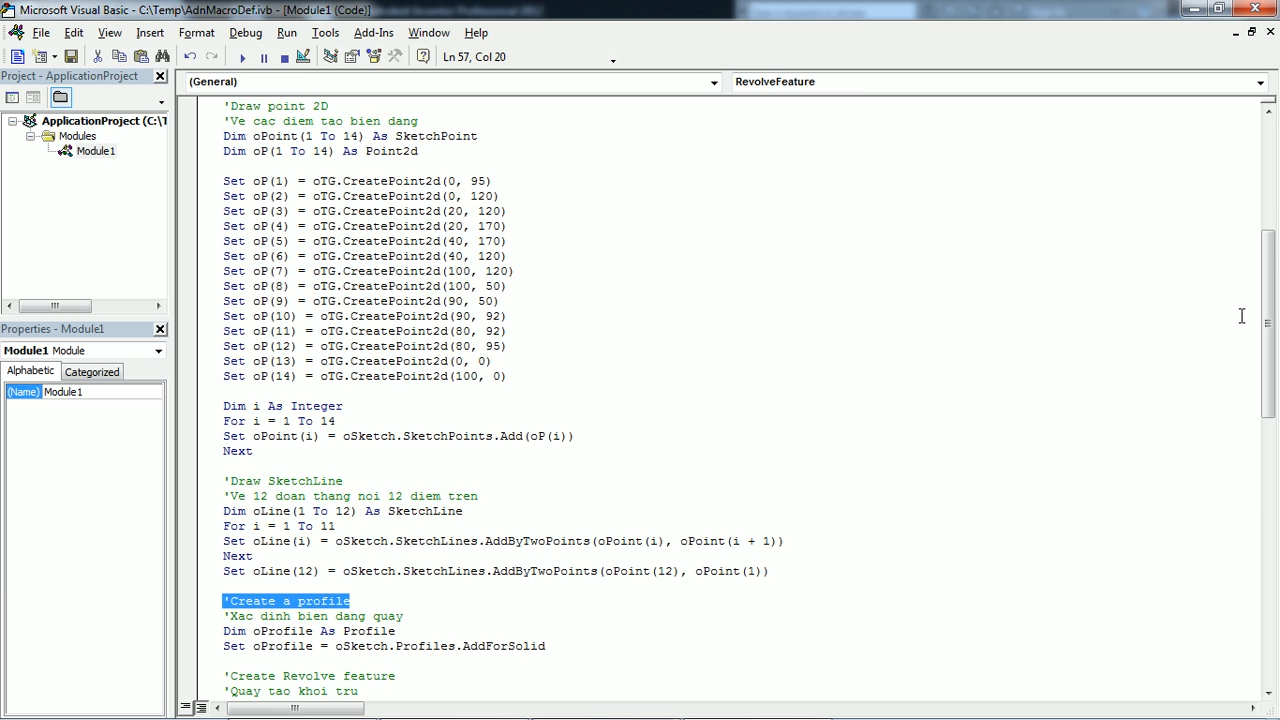 Microsoft Visual Basic - C:\Temp\AdnMacroDef.ivb - [Module1 (Code)]
File Edit View Insert Format Debug Run Tools Add-Ins Window Help
Ln 57, Col 20
Project - ApplicationProject
ApplicationProject (C:\T
Modules
Module1
Properties - Module1
Module1 Module
Alphabetic Categorized
(Name) Module1
(General) RevolveFeature
'Draw point 2D
'Ve cac diem tao bien dang
Dim oPoint(1 To 14) As SketchPoint
Dim oP(1 To 14) As Point2d
Set oP(1) = oTG.CreatePoint2d(0, 95)
Set oP(2) = oTG.CreatePoint2d(0, 120)
Set oP(3) = oTG.CreatePoint2d(20, 120)
Set oP(4) = oTG.CreatePoint2d(20, 170)
Set oP(5) = oTG.CreatePoint2d(40, 170)
Set oP(6) = oTG.CreatePoint2d(40, 120)
Set oP(7) = oTG.CreatePoint2d(100, 120)
Set oP(8) = oTG.CreatePoint2d(100, 50)
Set oP(9) = oTG.CreatePoint2d(90, 50)
Set oP(10) = oTG.CreatePoint2d(90, 92)
Set oP(11) = oTG.CreatePoint2d(80, 92)
Set oP(12) = oTG.CreatePoint2d(80, 95)
Set oP(13) = oTG.CreatePoint2d(0, 0)
Set oP(14) = oTG.CreatePoint2d(100, 0)
Dim i As Integer
For i = 1 To 14
Set oPoint(i) = oSketch.SketchPoints.Add(oP(i))
Next
'Draw SketchLine
'Ve 12 doan thang noi 12 diem tren
Dim oLine(1 To 12) As SketchLine
For i = 1 To 11
Set oLine(i) = oSketch.SketchLines.AddByTwoPoints(oPoint(i), oPoint(i + 1))
Next
Set oLine(12) = oSketch.SketchLines.AddByTwoPoints(oPoint(12), oPoint(1))
'Create a profile
'Xac dinh bien dang quay
Dim oProfile As Profile
Set oProfile = oSketch.Profiles.AddForSolid
'Create Revolve feature
'Quay tao khoi tru